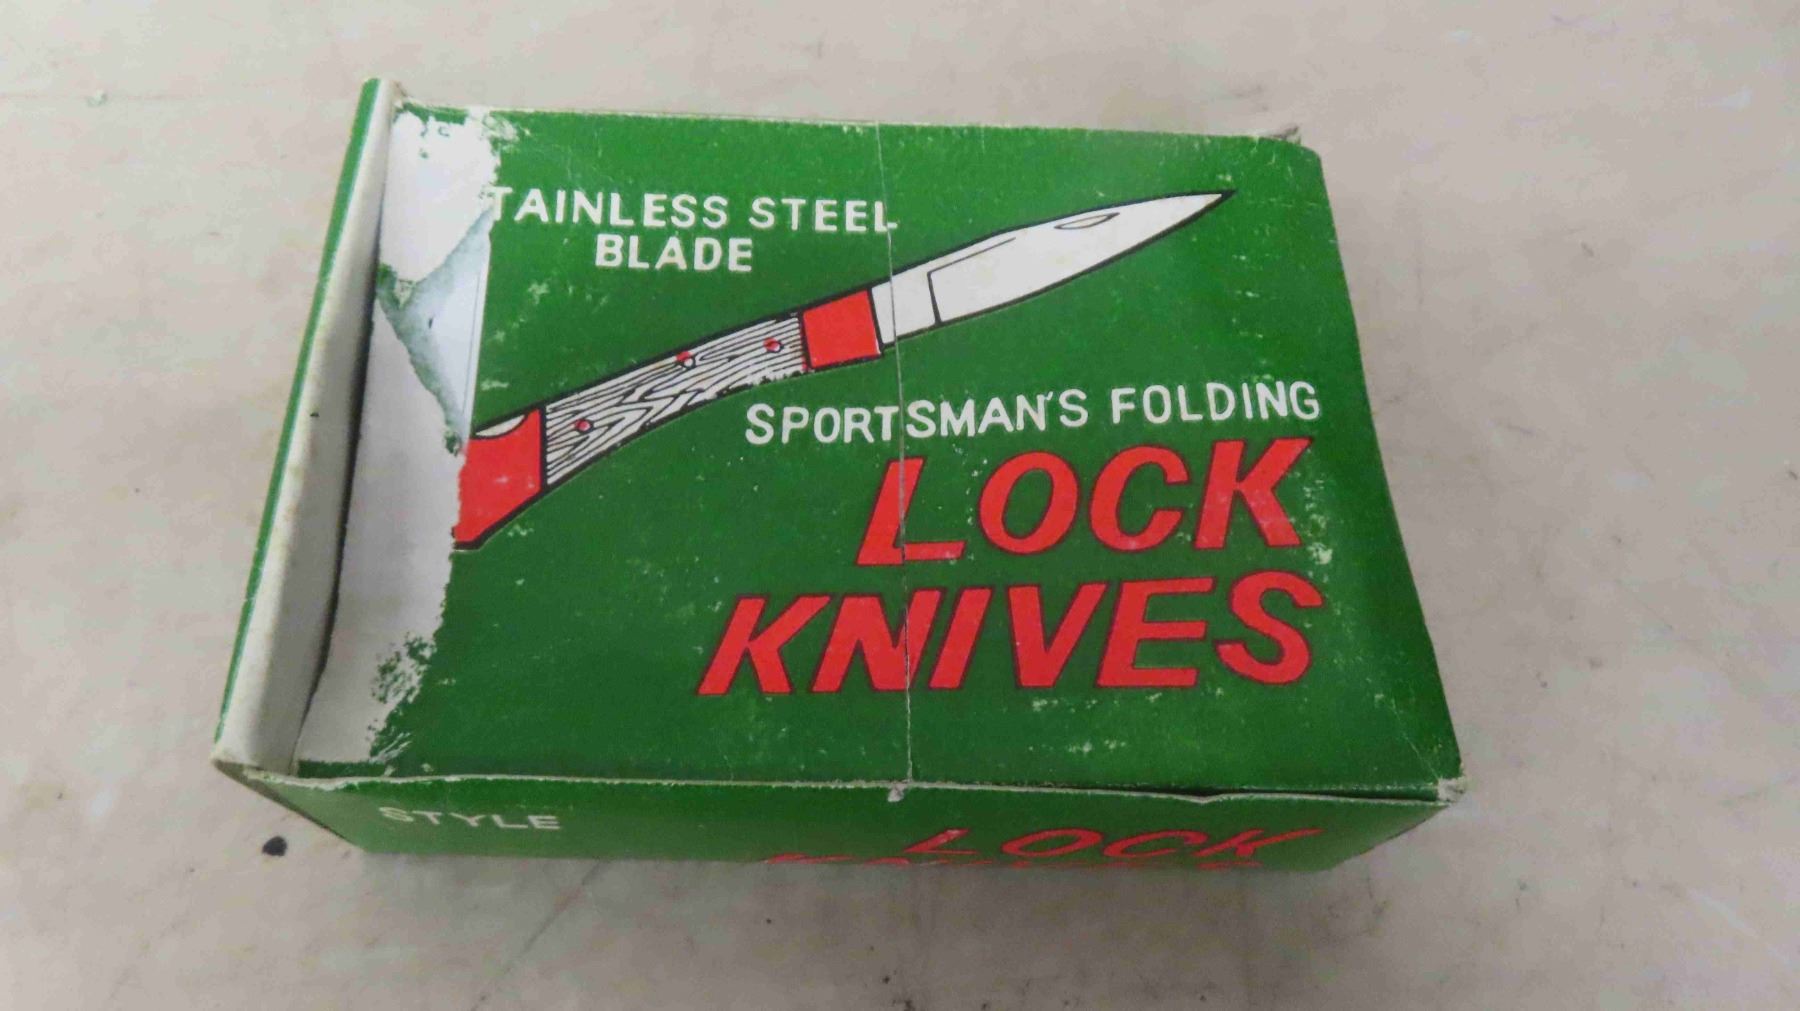 TAINLESS STEEL
BLADE
SPORTSMAN'S FOLDING
LOCK
KNIVES
STYLE
LOCK